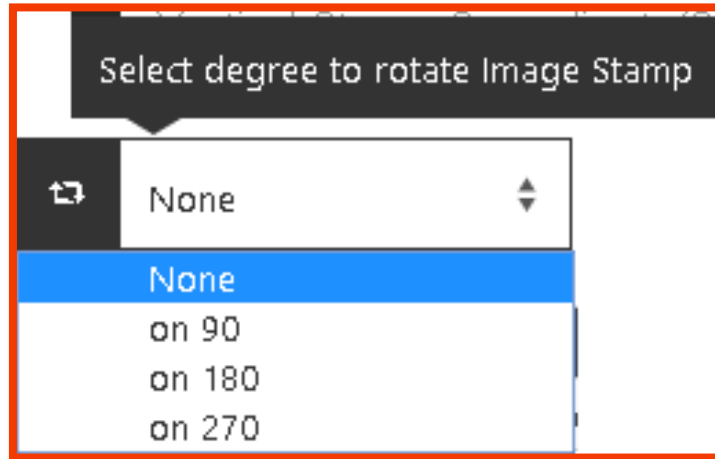 Select degree to rotate Image Stamp
None
None
on 90
on 180
on 270